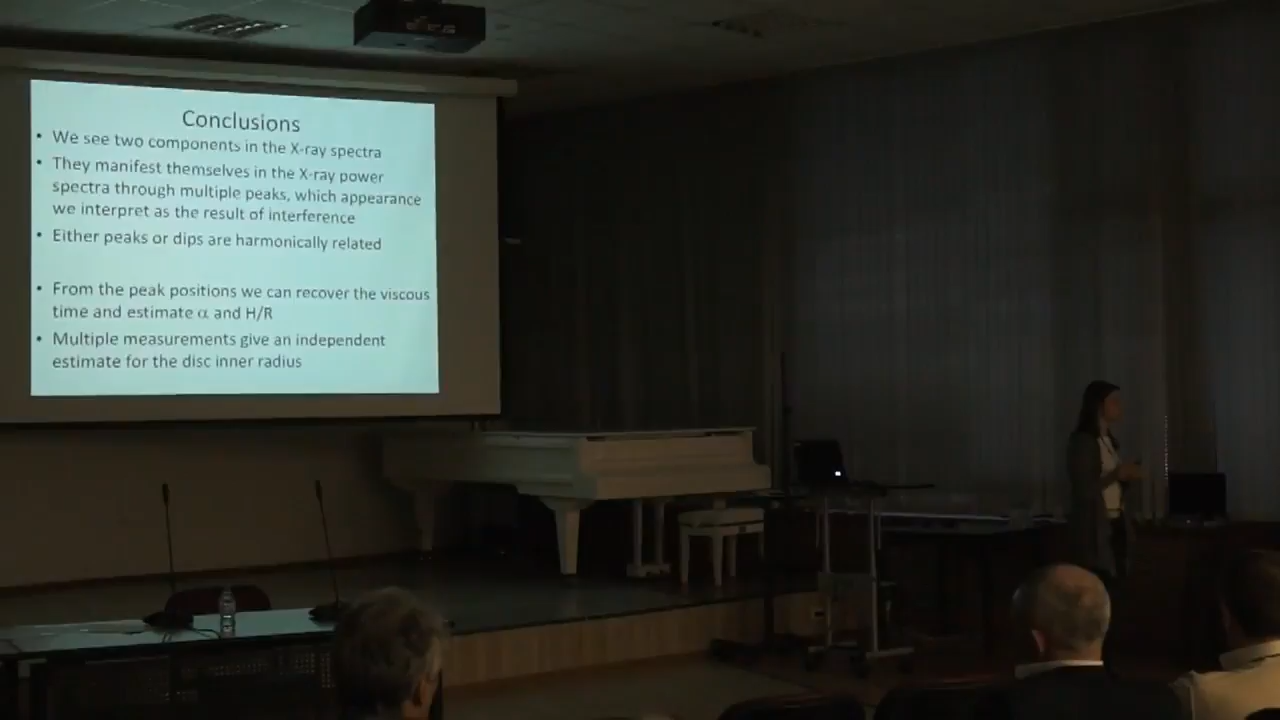 Conclusions
• We see two components in the X-ray spectra
• They manifest themselves in the X-ray power
spectra through multiple peaks, which appearance
we interpret as the result of interference
• Either peaks or dips are harmonically related
• From the peak positions we can recover the viscous
time and estimate α and H/R
• Multiple measurements give an independent
estimate for the disc inner radius